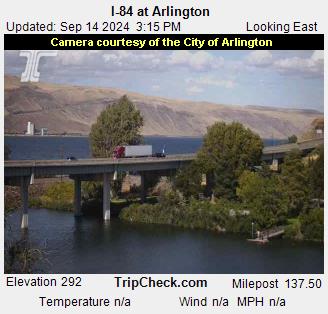 I-84 at Arlington
Updated: Sep 14 2024 3:15 PM Looking East
Camera courtesy of the City of Arlington
Elevation 292 TripCheck.com Milepost 137.50
Temperature n/a Wind n/a MPH n/a